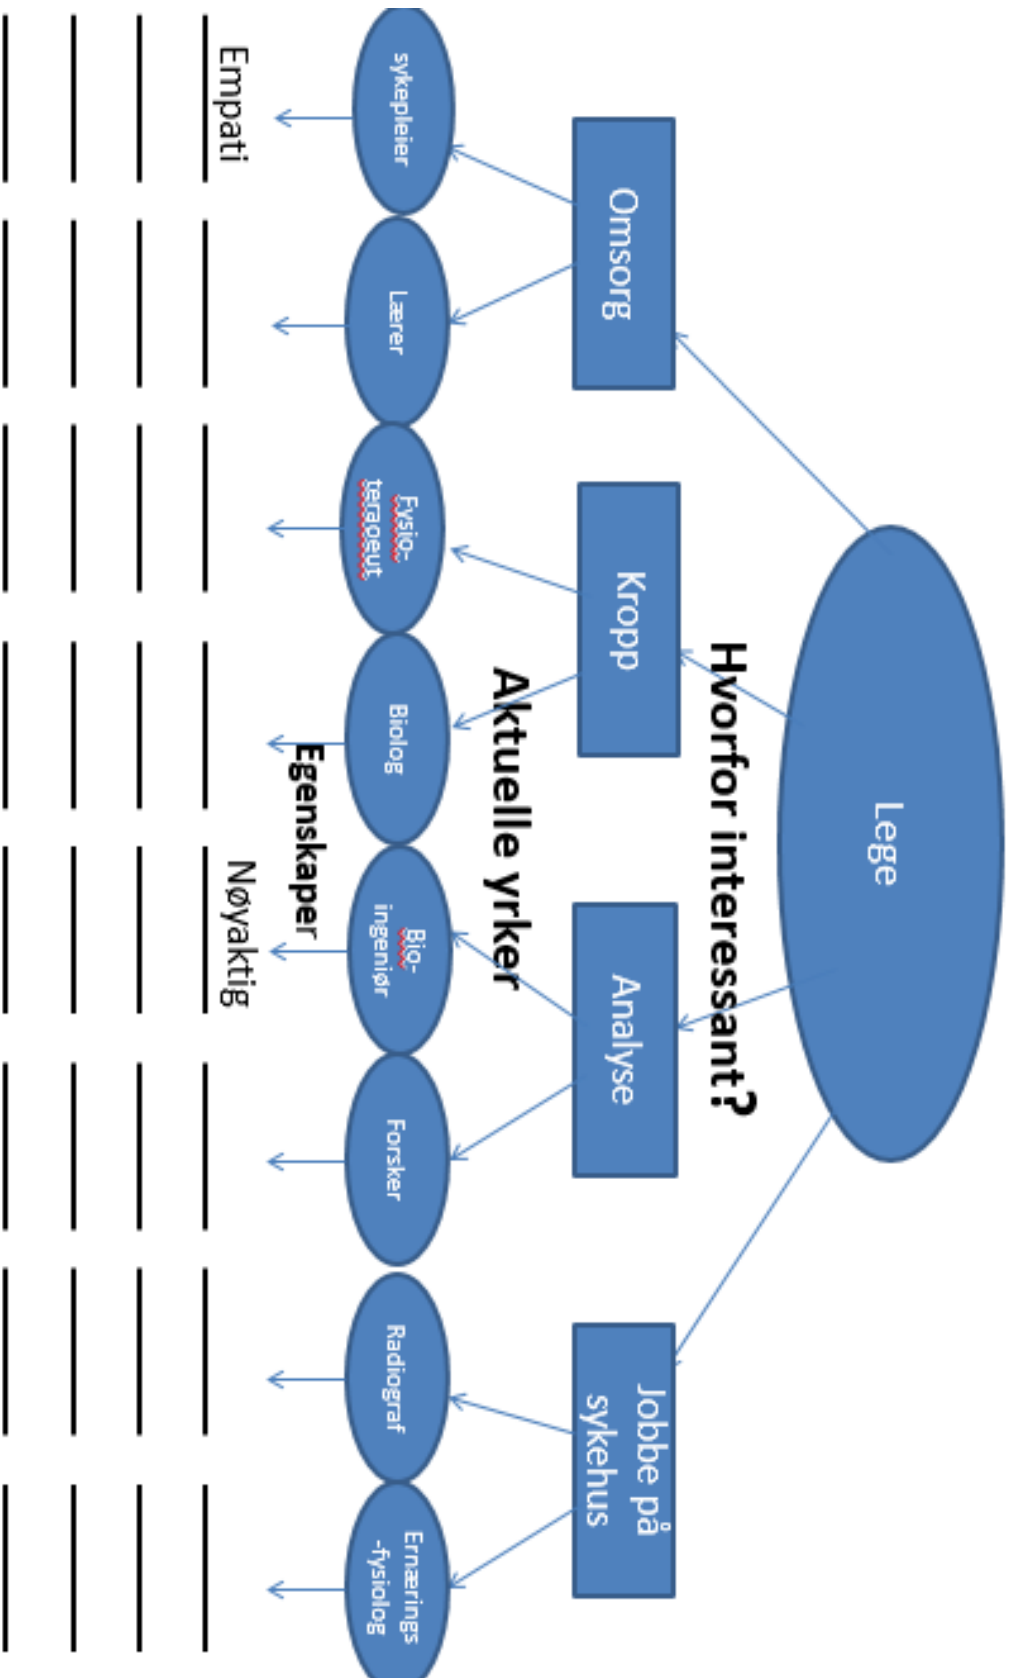 Lege
Hvorfor interessant?
Omsorg
Kropp
Analyse
Jobbe på
sykehus
Aktuelle yrker
sykepleier
Lærer
Fysio-
terapeut
Biolog
Bio-
ingeniør
Forsker
Radiograf
Ernærings
-fysiolog
Egenskaper
Empati
Nøyaktig